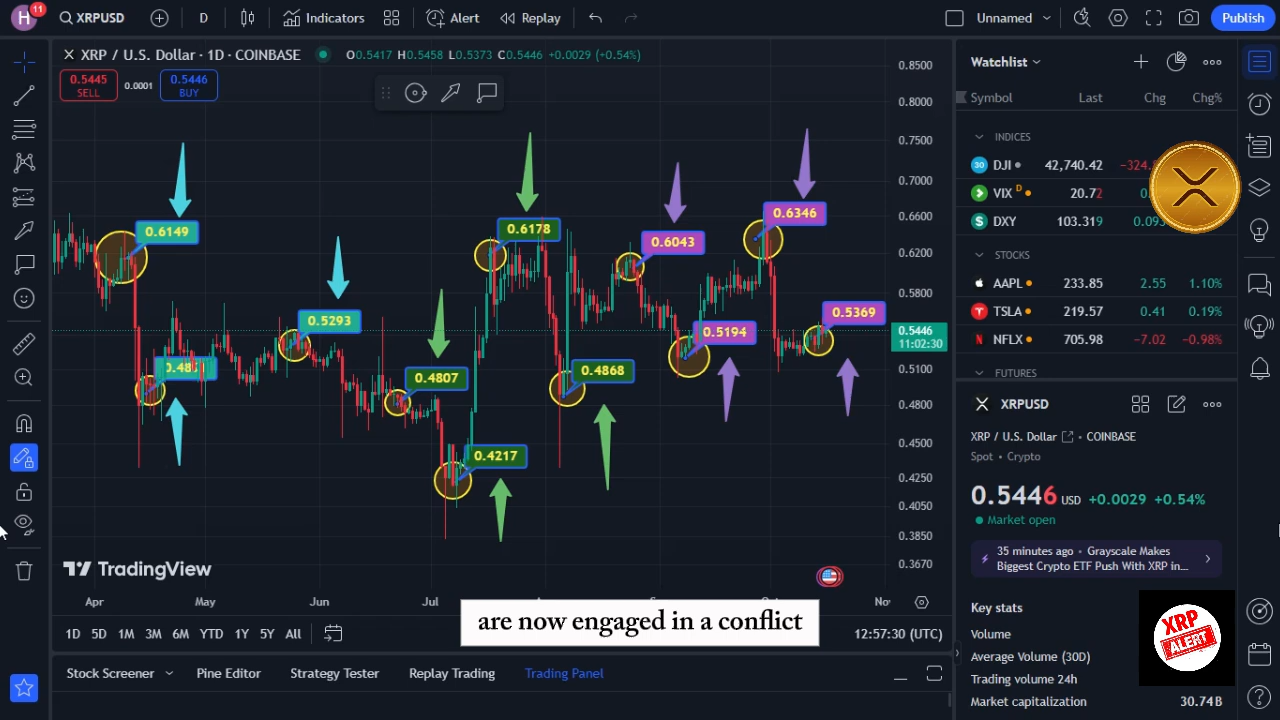 H 11 XRPUSD D Indicators Alert Replay Unnamed Publish
XRP / U.S. Dollar · 1D · COINBASE O0.5417 H0.5458 L0.5373 C0.5446 +0.0029 (+0.54%)
0.5445 SELL
0.0001
0.5446 BUY
0.8500
0.8000
0.7500
0.7000
0.6600
0.6200
0.5800
0.5446
11:02:30
0.5100
0.4800
0.4500
0.4250
0.4050
0.3850
0.3670
0.6149
0.5293
0.4807
0.4217
0.6178
0.4868
0.6043
0.5194
0.6346
0.5369
TradingView
Apr May Jun Jul
are now engaged in a conflict
1D 5D 1M 3M 6M YTD 1Y 5Y All
12:57:30 (UTC)
Stock Screener Pine Editor Strategy Tester Replay Trading Trading Panel
Watchlist
Symbol Last Chg Chg%
INDICES
DJI 42,740.42
VIX D 20.72
DXY 103.319
STOCKS
AAPL 233.85 2.55 1.10%
TSLA 219.57 0.41 0.19%
NFLX 705.98 −7.02 −0.98%
FUTURES
XRPUSD
XRP / U.S. Dollar · COINBASE
Spot · Crypto
0.5446 USD +0.0029 +0.54%
Market open
35 minutes ago · Grayscale Makes
Biggest Crypto ETF Push With XRP in...
Key stats
Volume
Average Volume (30D)
Trading volume 24h
Market capitalization 30.74B
XRP
ALERT